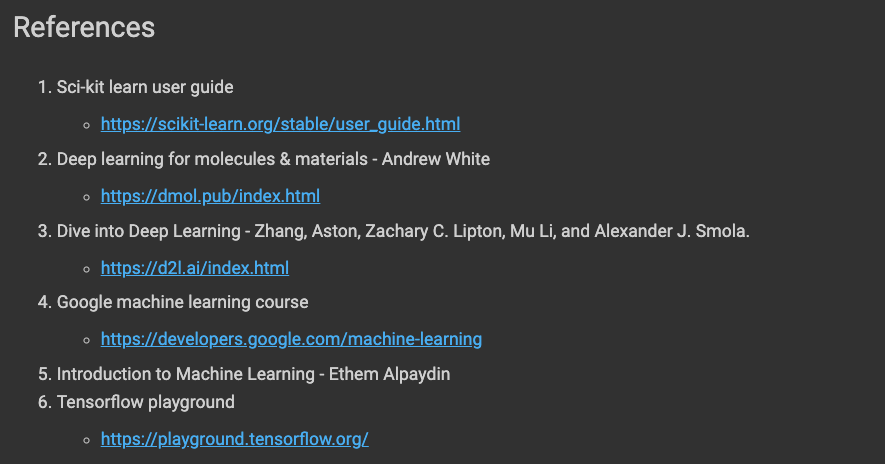 References
1. Sci-kit learn user guide
https://scikit-learn.org/stable/user_guide.html
2. Deep learning for molecules & materials - Andrew White
https://dmol.pub/index.html
3. Dive into Deep Learning - Zhang, Aston, Zachary C. Lipton, Mu Li, and Alexander J. Smola.
https://d2l.ai/index.html
4. Google machine learning course
https://developers.google.com/machine-learning
5. Introduction to Machine Learning - Ethem Alpaydin
6. Tensorflow playground
https://playground.tensorflow.org/